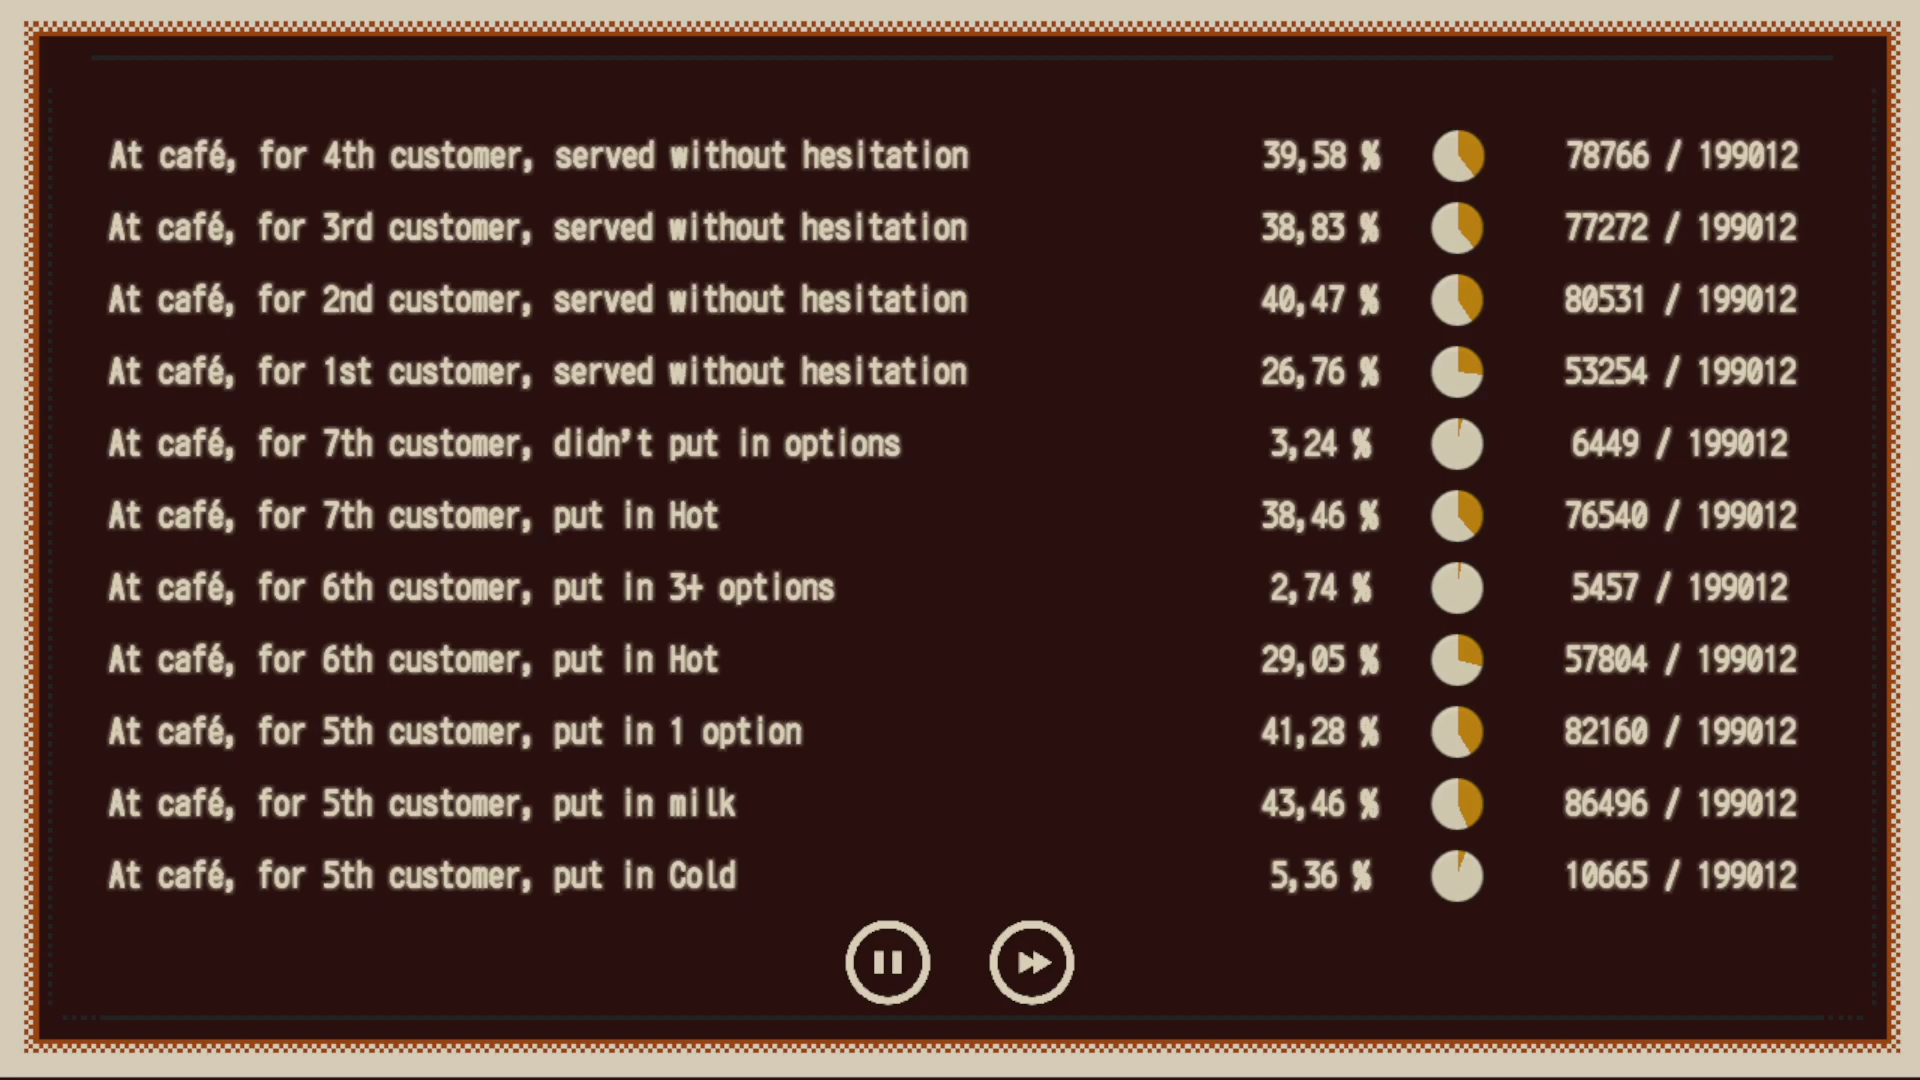 At café, for 4th customer, served without hesitation 39,58 % 78766 / 199012
At café, for 3rd customer, served without hesitation 38,83 % 77272 / 199012
At café, for 2nd customer, served without hesitation 40,47 % 80531 / 199012
At café, for 1st customer, served without hesitation 26,76 % 53254 / 199012
At café, for 7th customer, didn't put in options 3,24 % 6449 / 199012
At café, for 7th customer, put in Hot 38,46 % 76540 / 199012
At café, for 6th customer, put in 3+ options 2,74 % 5457 / 199012
At café, for 6th customer, put in Hot 29,05 % 57804 / 199012
At café, for 5th customer, put in 1 option 41,28 % 82160 / 199012
At café, for 5th customer, put in milk 43,46 % 86496 / 199012
At café, for 5th customer, put in Cold 5,36 % 10665 / 199012